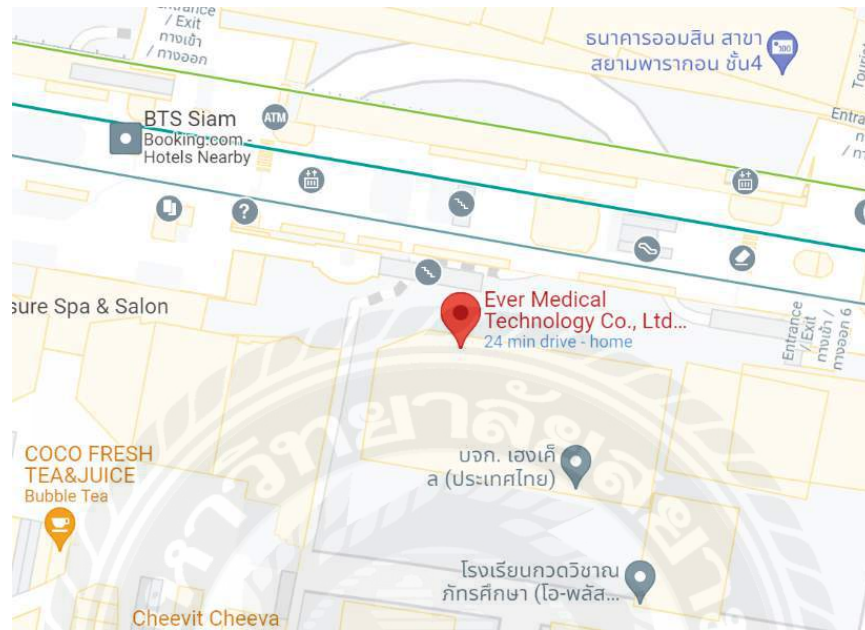 Entrance
/ Exit
ทางเข้า
/ ทางออก
ธนาคารออมสิน สาขา
สยามพารากอน ชั้น4
Tourist
Entra
BTS Siam
Booking.com -
Hotels Nearby
ATM
?
sure Spa & Salon
Ever Medical
Technology Co., Ltd...
24 min drive - home
Entrance
/ Exit
ทางเข้า /
ทางออก 6
COCO FRESH
TEA&JUICE
Bubble Tea
บจก. เฮงเค็
ล (ประเทศไทย)
โรงเรียนกวดวิชาณ
ภัทรศึกษา (โอ-พลัส...
Cheevit Cheeva